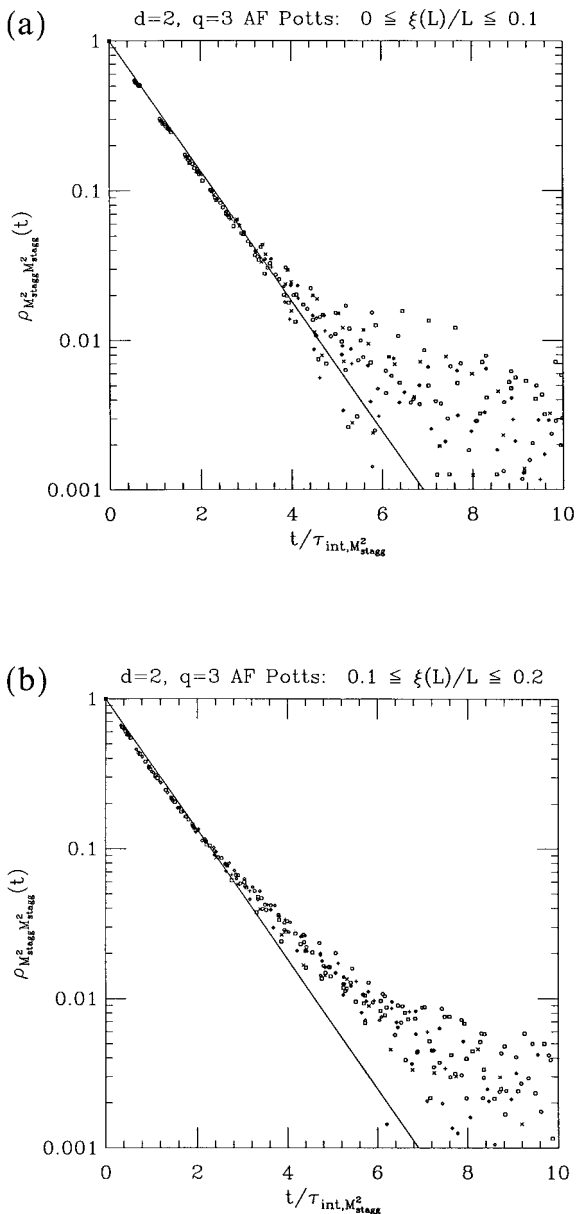 (a)
d=2, q=3 AF Potts: 0 ≦ ξ(L)/L ≦ 0.1
1
0.1
0.01
0.001
ρ_{M²_{stagg}M²_{stagg}}(t)
0 2 4 6 8 10
t/τ_{int,M²_{stagg}}
(b)
d=2, q=3 AF Potts: 0.1 ≦ ξ(L)/L ≦ 0.2
1
0.1
0.01
0.001
ρ_{M²_{stagg}M²_{stagg}}(t)
0 2 4 6 8 10
t/τ_{int,M²_{stagg}}